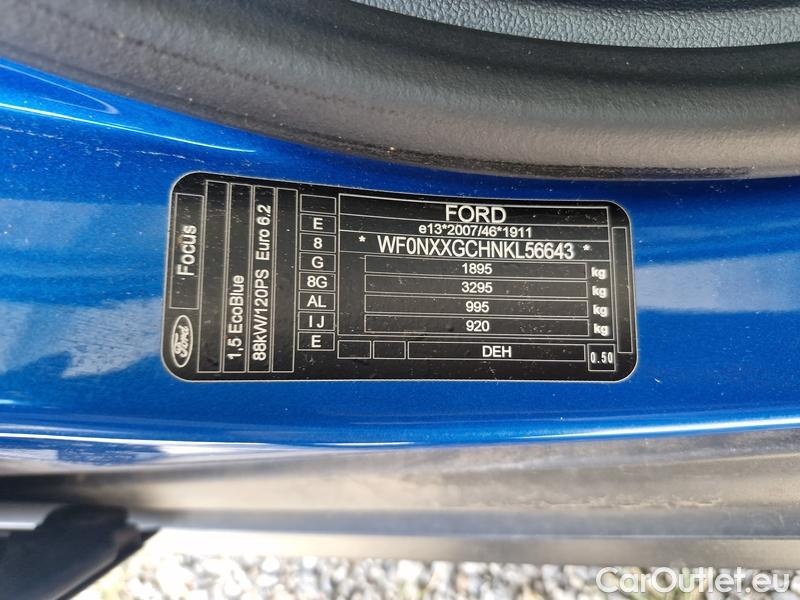 FORD
e13*2007/46*1911
* WF0NXXGCHNKL56643 *
1895 kg
3295 kg
995 kg
920 kg
DEH 0.50
E
8
G
8G
AL
I J
E
Focus
Ford
1,5 EcoBlue
88kW/120PS Euro 6.2
CarOutlet.eu